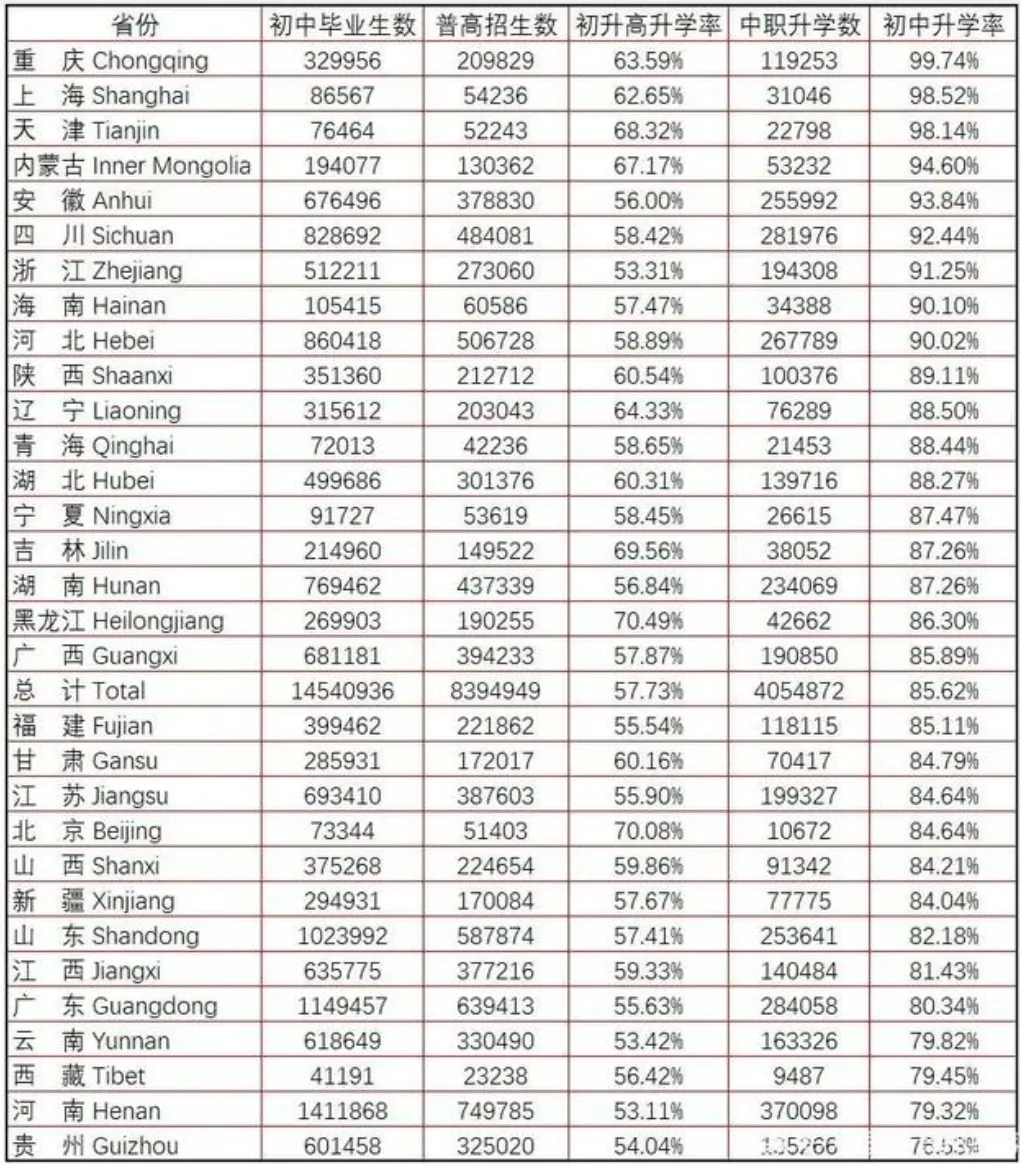 省份 初中毕业生数 普高招生数 初升高升学率 中职升学数 初中升学率
重 庆 Chongqing 329956 209829 63.59% 119253 99.74%
上 海 Shanghai 86567 54236 62.65% 31046 98.52%
天 津 Tianjin 76464 52243 68.32% 22798 98.14%
内蒙古 Inner Mongolia 194077 130362 67.17% 53232 94.60%
安 徽 Anhui 676496 378830 56.00% 255992 93.84%
四 川 Sichuan 828692 484081 58.42% 281976 92.44%
浙 江 Zhejiang 512211 273060 53.31% 194308 91.25%
海 南 Hainan 105415 60586 57.47% 34388 90.10%
河 北 Hebei 860418 506728 58.89% 267789 90.02%
陕 西 Shaanxi 351360 212712 60.54% 100376 89.11%
辽 宁 Liaoning 315612 203043 64.33% 76289 88.50%
青 海 Qinghai 72013 42236 58.65% 21453 88.44%
湖 北 Hubei 499686 301376 60.31% 139716 88.27%
宁 夏 Ningxia 91727 53619 58.45% 26615 87.47%
吉 林 Jilin 214960 149522 69.56% 38052 87.26%
湖 南 Hunan 769462 437339 56.84% 234069 87.26%
黑龙江 Heilongjiang 269903 190255 70.49% 42662 86.30%
广 西 Guangxi 681181 394233 57.87% 190850 85.89%
总 计 Total 14540936 8394949 57.73% 4054872 85.62%
福 建 Fujian 399462 221862 55.54% 118115 85.11%
甘 肃 Gansu 285931 172017 60.16% 70417 84.79%
江 苏 Jiangsu 693410 387603 55.90% 199327 84.64%
北 京 Beijing 73344 51403 70.08% 10672 84.64%
山 西 Shanxi 375268 224654 59.86% 91342 84.21%
新 疆 Xinjiang 294931 170084 57.67% 77775 84.04%
山 东 Shandong 1023992 587874 57.41% 253641 82.18%
江 西 Jiangxi 635775 377216 59.33% 140484 81.43%
广 东 Guangdong 1149457 639413 55.63% 284058 80.34%
云 南 Yunnan 618649 330490 53.42% 163326 79.82%
西 藏 Tibet 41191 23238 56.42% 9487 79.45%
河 南 Henan 1411868 749785 53.11% 370098 79.32%
贵 州 Guizhou 601458 325020 54.04%